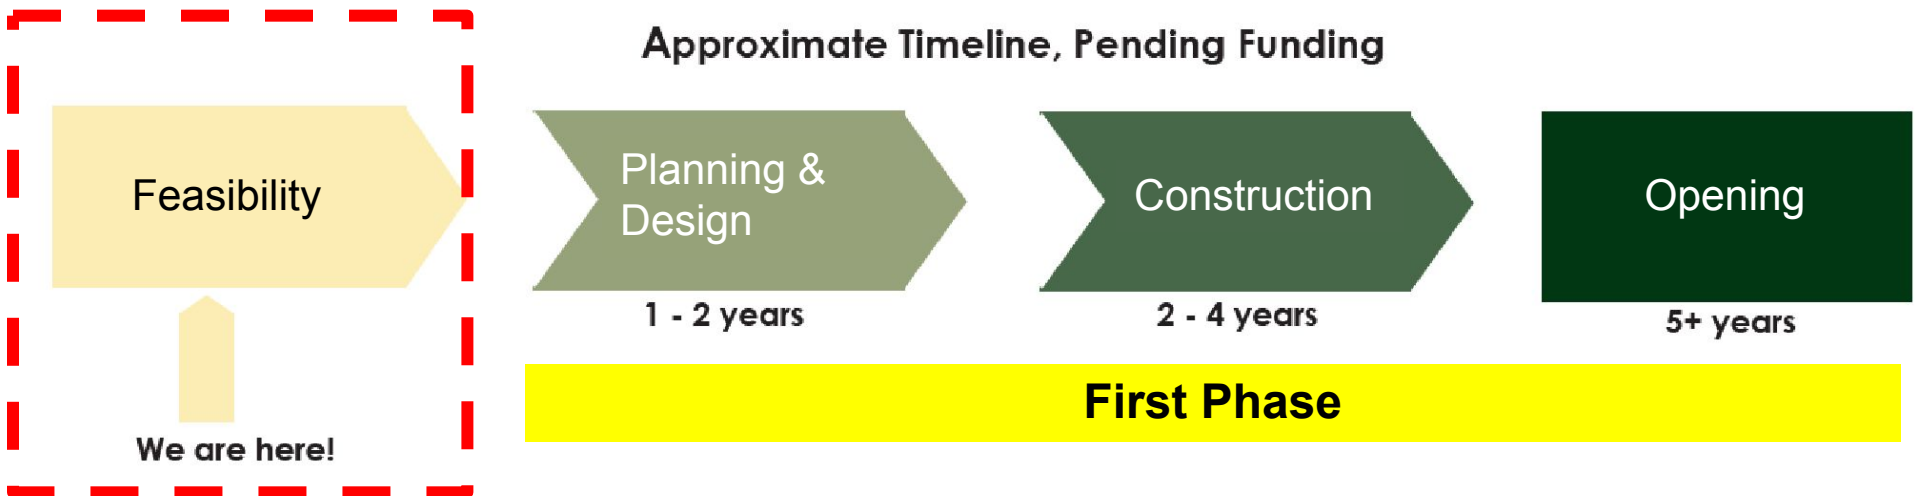 Approximate Timeline, Pending Funding
Feasibility
Planning &
Design
Construction
Opening
1 - 2 years
2 - 4 years
5+ years
First Phase
We are here!